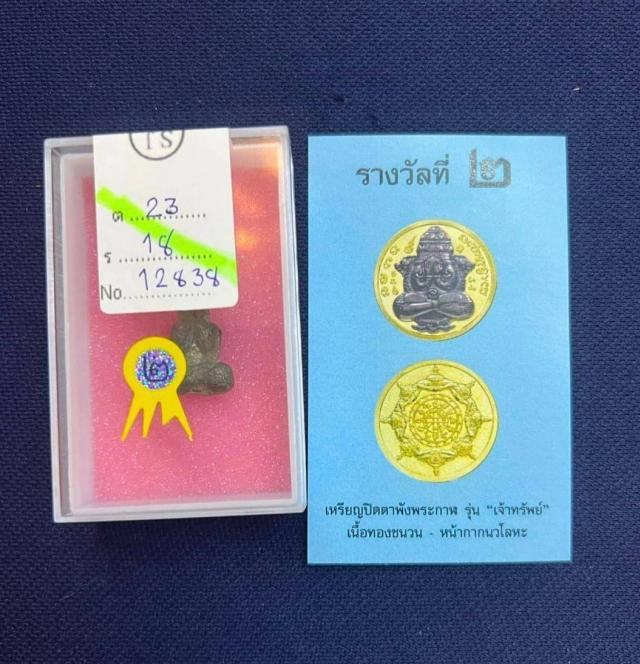 ต 23
ร 18
No. 12838
๒
รางวัลที่ ๒
เหรียญปิดตาพังพระกาฬ รุ่น "เจ้าทรัพย์"
เนื้อทองชนวน - หน้ากากนวโลหะ